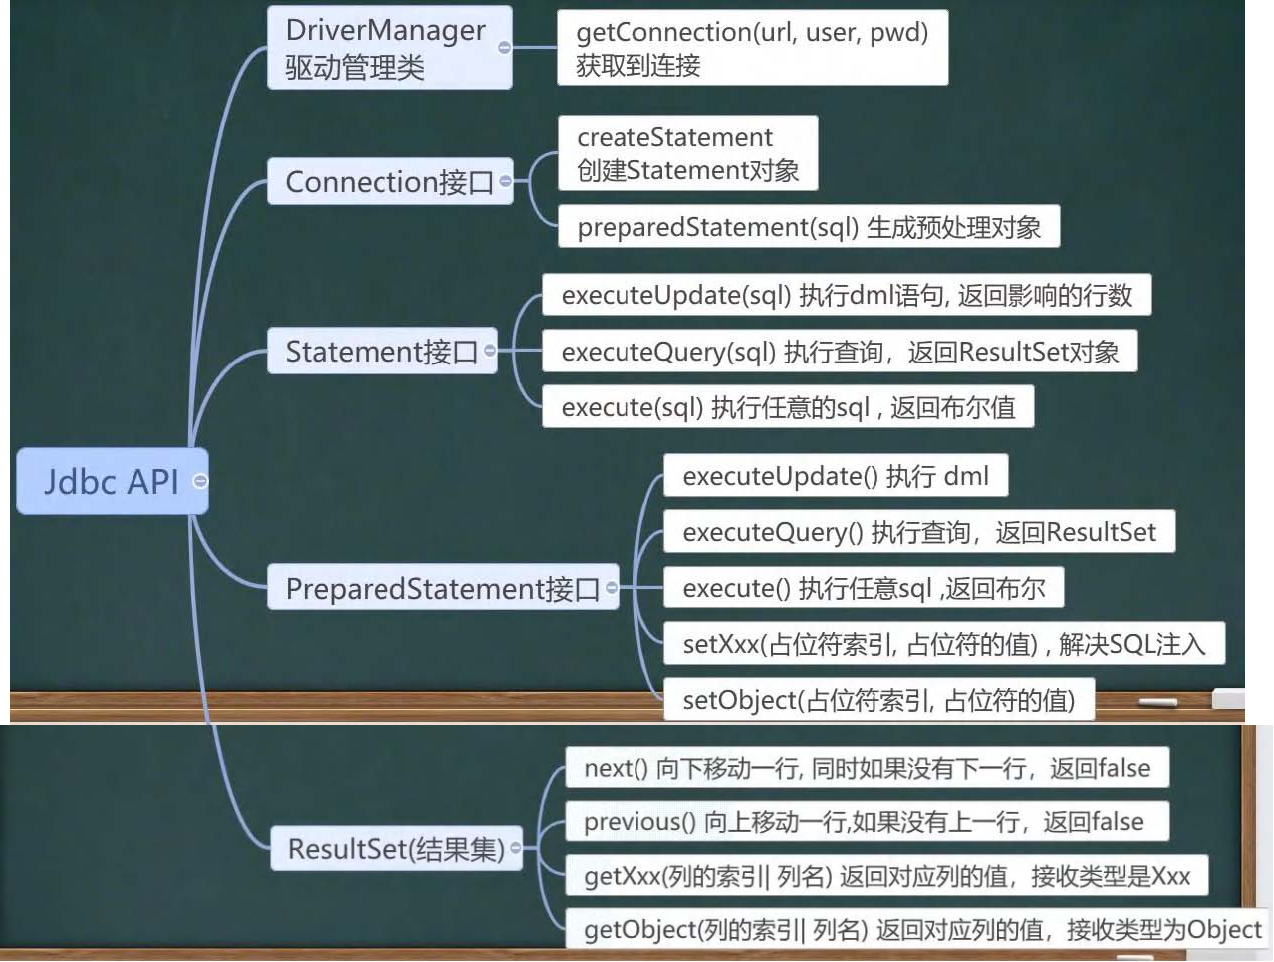 DriverManager
驱动管理类
getConnection(url, user, pwd)
获取到连接
Connection接口
createStatement
创建Statement对象
preparedStatement(sql) 生成预处理对象
Statement接口
executeUpdate(sql) 执行dml语句, 返回影响的行数
executeQuery(sql) 执行查询，返回ResultSet对象
execute(sql) 执行任意的sql , 返回布尔值
Jdbc API
PreparedStatement接口
executeUpdate() 执行 dml
executeQuery() 执行查询，返回ResultSet
execute() 执行任意sql ,返回布尔
setXxx(占位符索引, 占位符的值) , 解决SQL注入
setObject(占位符索引, 占位符的值)
ResultSet(结果集)
next() 向下移动一行, 同时如果没有下一行，返回false
previous() 向上移动一行,如果没有上一行，返回false
getXxx(列的索引| 列名) 返回对应列的值，接收类型是Xxx
getObject(列的索引| 列名) 返回对应列的值，接收类型为Object